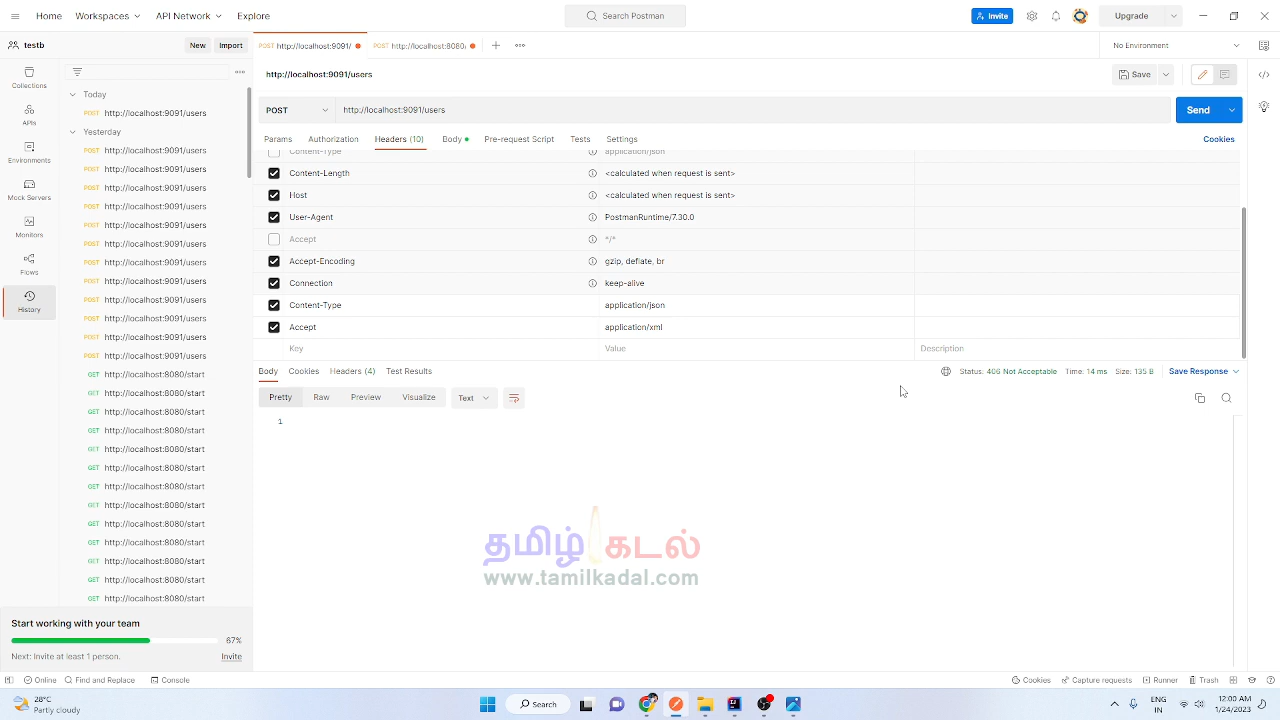 Home Workspaces API Network Explore Search Postman Invite Upgrade
testb New Import POST http://localhost:9091/ POST http://localhost:8080/ No Environment
http://localhost:9091/users Save
Collections
APIs
Environments
Mock Servers
Monitors
Flows
History
Today
POST http://localhost:9091/users
Yesterday
POST http://localhost:9091/users
POST http://localhost:9091/users
POST http://localhost:9091/users
POST http://localhost:9091/users
POST http://localhost:9091/users
POST http://localhost:9091/users
POST http://localhost:9091/users
POST http://localhost:9091/users
POST http://localhost:9091/users
POST http://localhost:9091/users
POST http://localhost:9091/users
POST http://localhost:9091/users
GET http://localhost:8080/start
GET http://localhost:8080/start
GET http://localhost:8080/start
GET http://localhost:8080/start
GET http://localhost:8080/start
GET http://localhost:8080/start
GET http://localhost:8080/start
GET http://localhost:8080/start
GET http://localhost:8080/start
GET http://localhost:8080/start
GET http://localhost:8080/start
GET http://localhost:8080/start
GET http://localhost:8080/start
Start working with your team
67%
Next: Invite at least 1 person. Invite
POST http://localhost:9091/users Send
Params Authorization Headers (10) Body Pre-request Script Tests Settings Cookies
Content-Type application/json
Content-Length <calculated when request is sent>
Host <calculated when request is sent>
User-Agent PostmanRuntime/7.30.0
Accept */*
Accept-Encoding gzip, deflate, br
Connection keep-alive
Content-Type application/json
Accept application/xml
Key Value Description
Body Cookies Headers (4) Test Results Status: 406 Not Acceptable Time: 14 ms Size: 135 B Save Response
Pretty Raw Preview Visualize Text
1
தமிழ் கடல்
www.tamilkadal.com
Online Find and Replace Console Cookies Capture requests Runner Trash
28°C
Partly cloudy
Search
ENG
IN
12:00 AM
1/24/2023